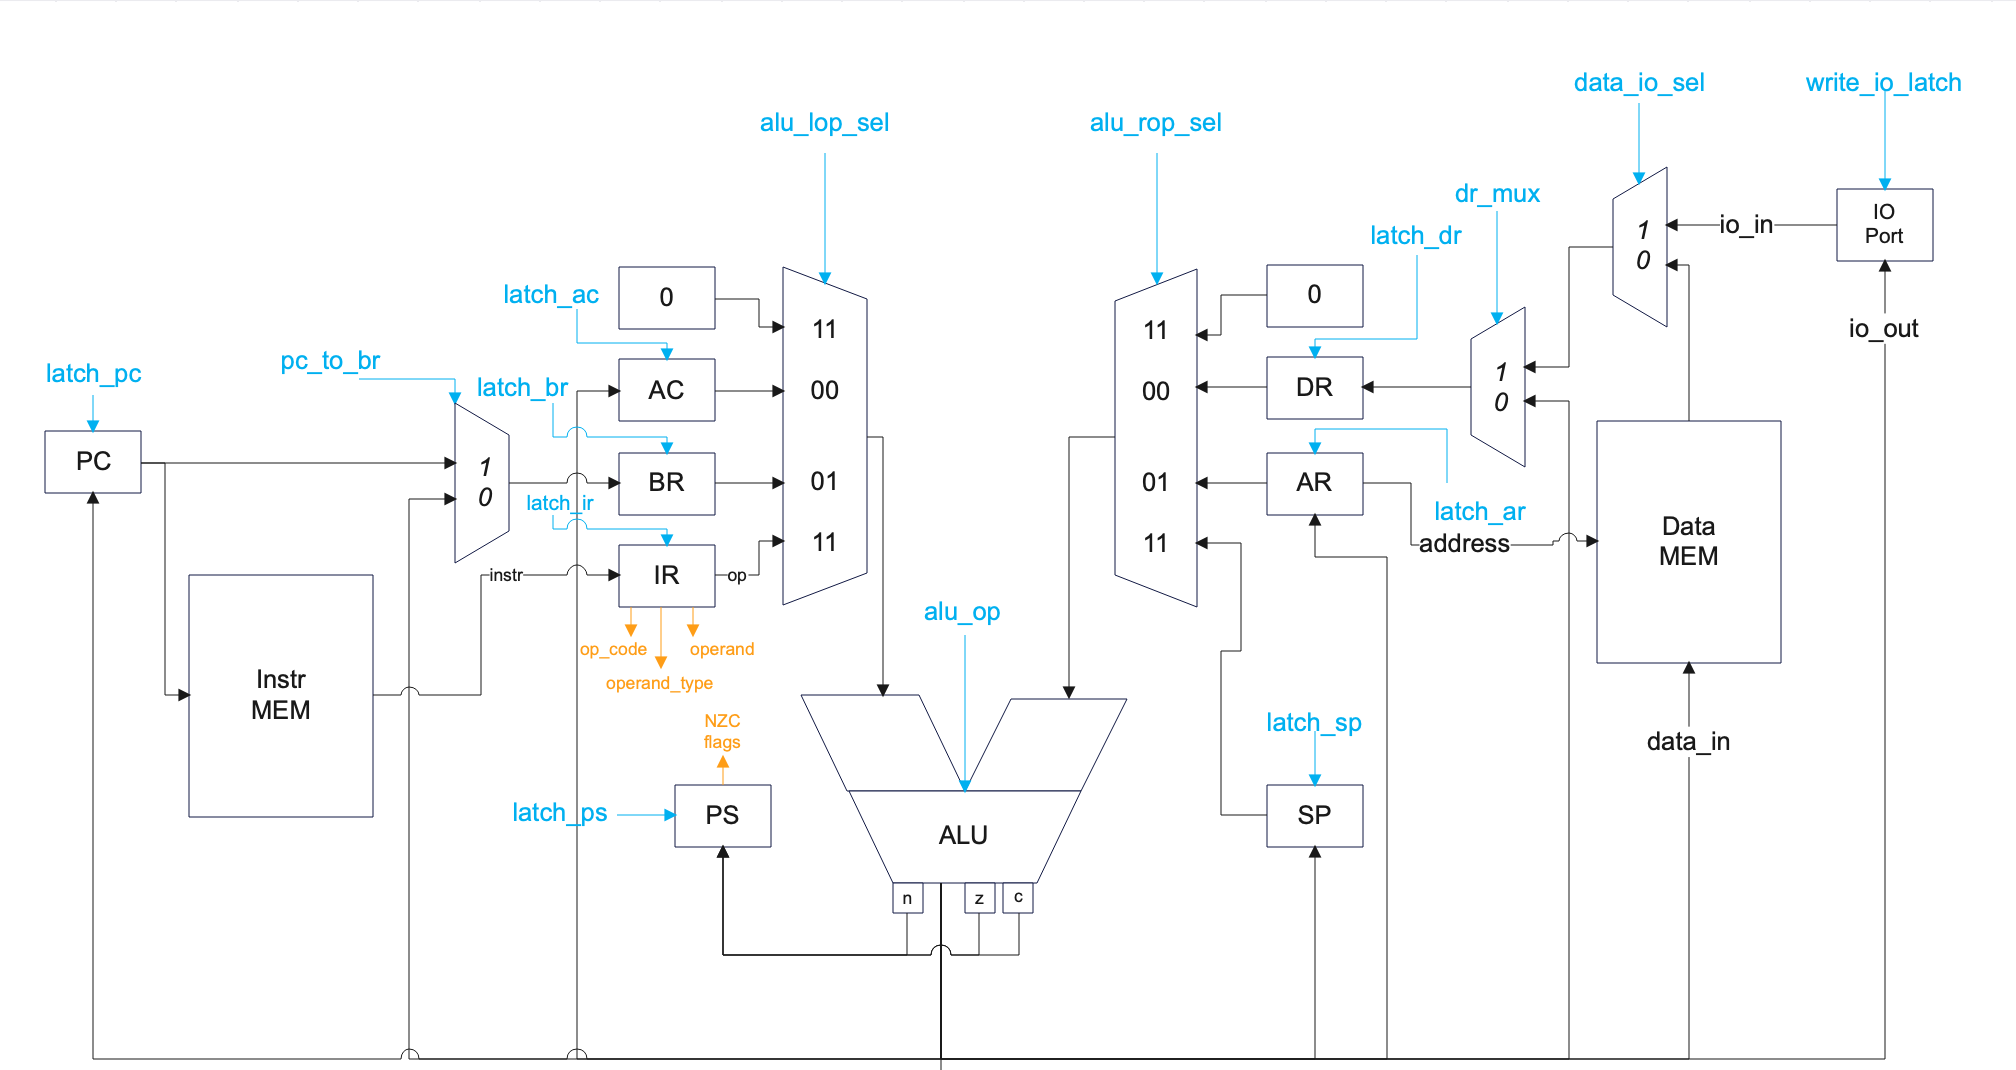 data_io_sel
write_io_latch
alu_lop_sel
alu_rop_sel
dr_mux
latch_dr
IO
Port
io_in
1
0
latch_ac
0
11
11
0
io_out
latch_pc
pc_to_br
latch_br
AC
00
00
DR
1
0
PC
1
0
BR
01
01
AR
latch_ir
latch_ar
address
Data
MEM
instr
IR
op
11
11
op_code
operand
operand_type
alu_op
Instr
MEM
NZC
flags
latch_sp
data_in
latch_ps
PS
ALU
SP
n
z
c